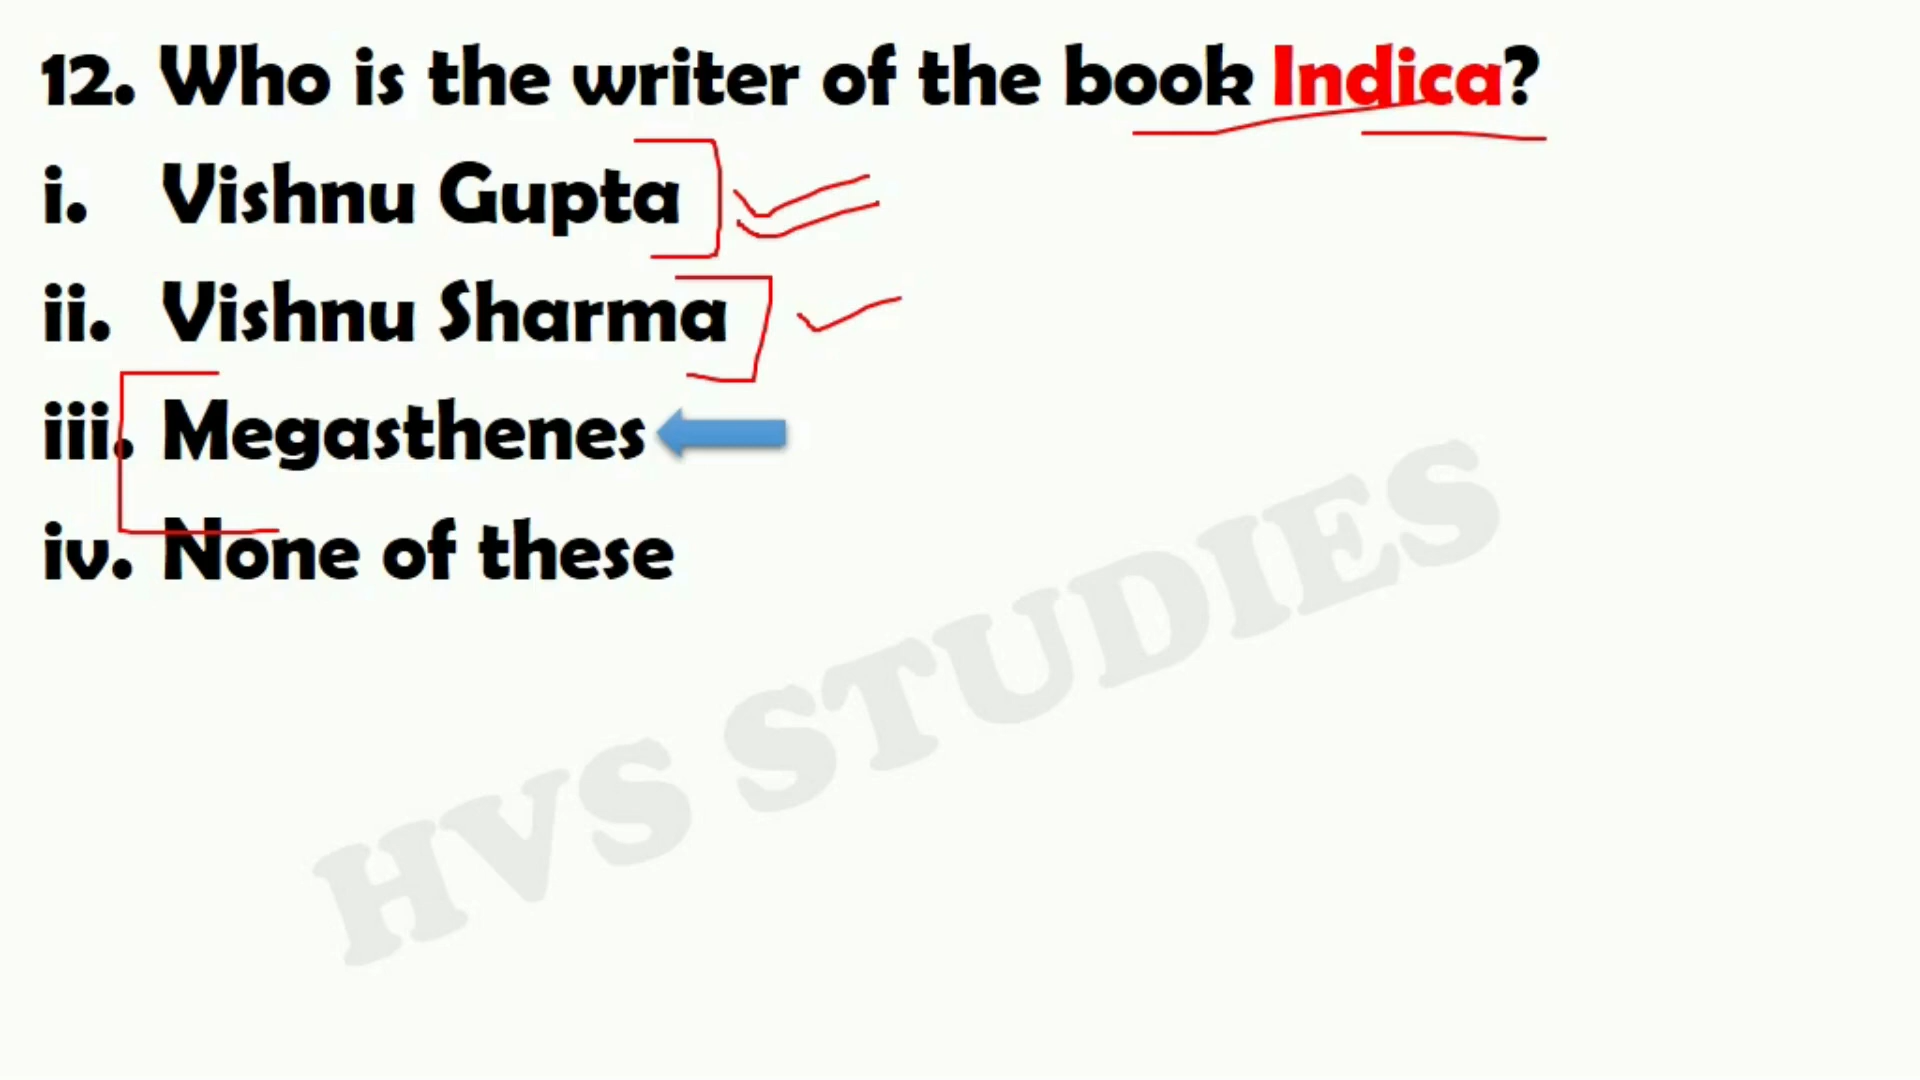 12. Who is the writer of the book Indica?
i. Vishnu Gupta
ii. Vishnu Sharma
iii. Megasthenes
iv. None of these
HVS STUDIES